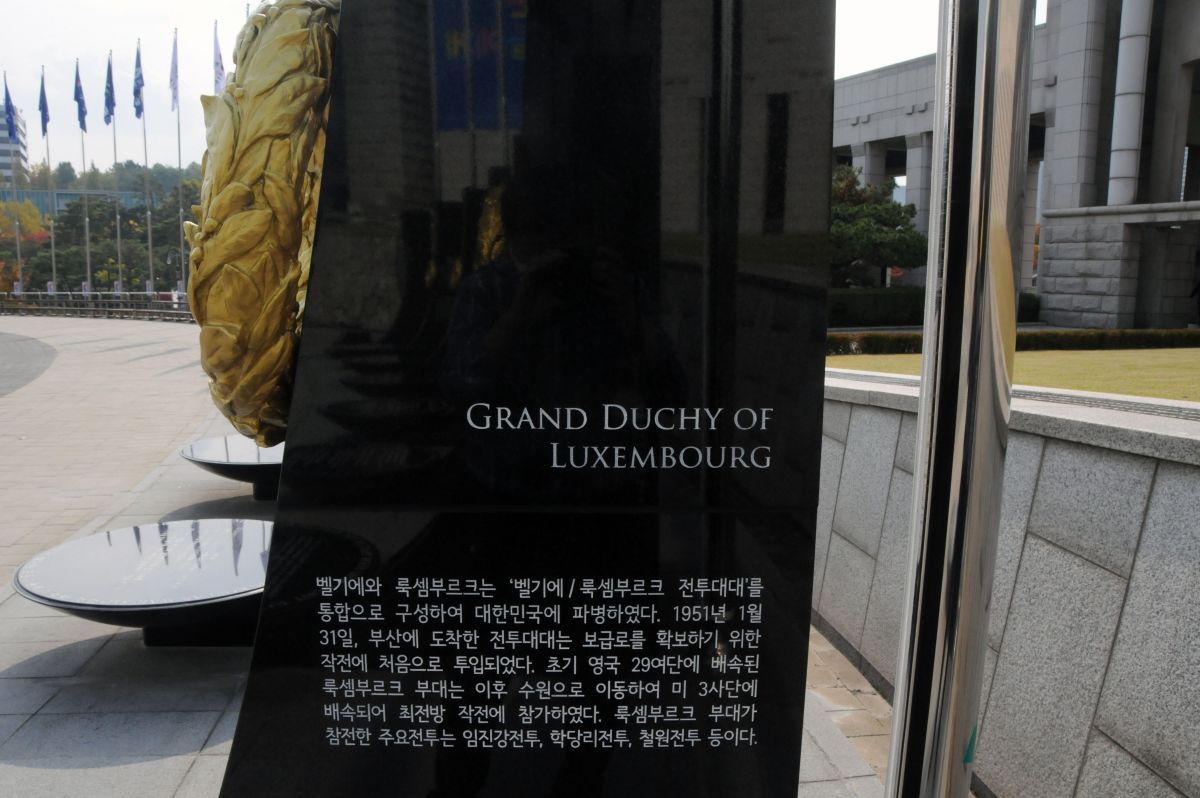 GRAND DUCHY OF
LUXEMBOURG
벨기에와 룩셈부르크는 ‘벨기에/룩셈부르크 전투대대’를
통합으로 구성하여 대한민국에 파병하였다. 1951년 1월
31일, 부산에 도착한 전투대대는 보급로를 확보하기 위한
작전에 처음으로 투입되었다. 초기 영국 29여단에 배속된
룩셈부르크 부대는 이후 수원으로 이동하여 미 3사단에
배속되어 최전방 작전에 참가하였다. 룩셈부르크 부대가
참전한 주요전투는 임진강전투, 학당리전투, 철원전투 등이다.